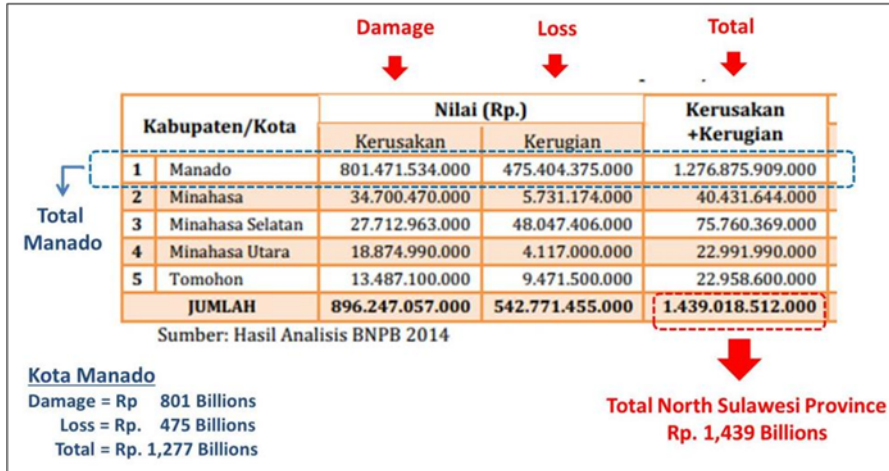 Damage Loss Total
Kabupaten/Kota Nilai (Rp.) Kerusakan +Kerugian
Kerusakan Kerugian
1 Manado 801.471.534.000 475.404.375.000 1.276.875.909.000
2 Minahasa 34.700.470.000 5.731.174.000 40.431.644.000
3 Minahasa Selatan 27.712.963.000 48.047.406.000 75.760.369.000
4 Minahasa Utara 18.874.990.000 4.117.000.000 22.991.990.000
5 Tomohon 13.487.100.000 9.471.500.000 22.958.600.000
JUMLAH 896.247.057.000 542.771.455.000 1.439.018.512.000
Total
Manado
Sumber: Hasil Analisis BNPB 2014
Kota Manado
Damage = Rp 801 Billions
Loss = Rp. 475 Billions
Total = Rp. 1,277 Billions
Total North Sulawesi Province
Rp. 1,439 Billions